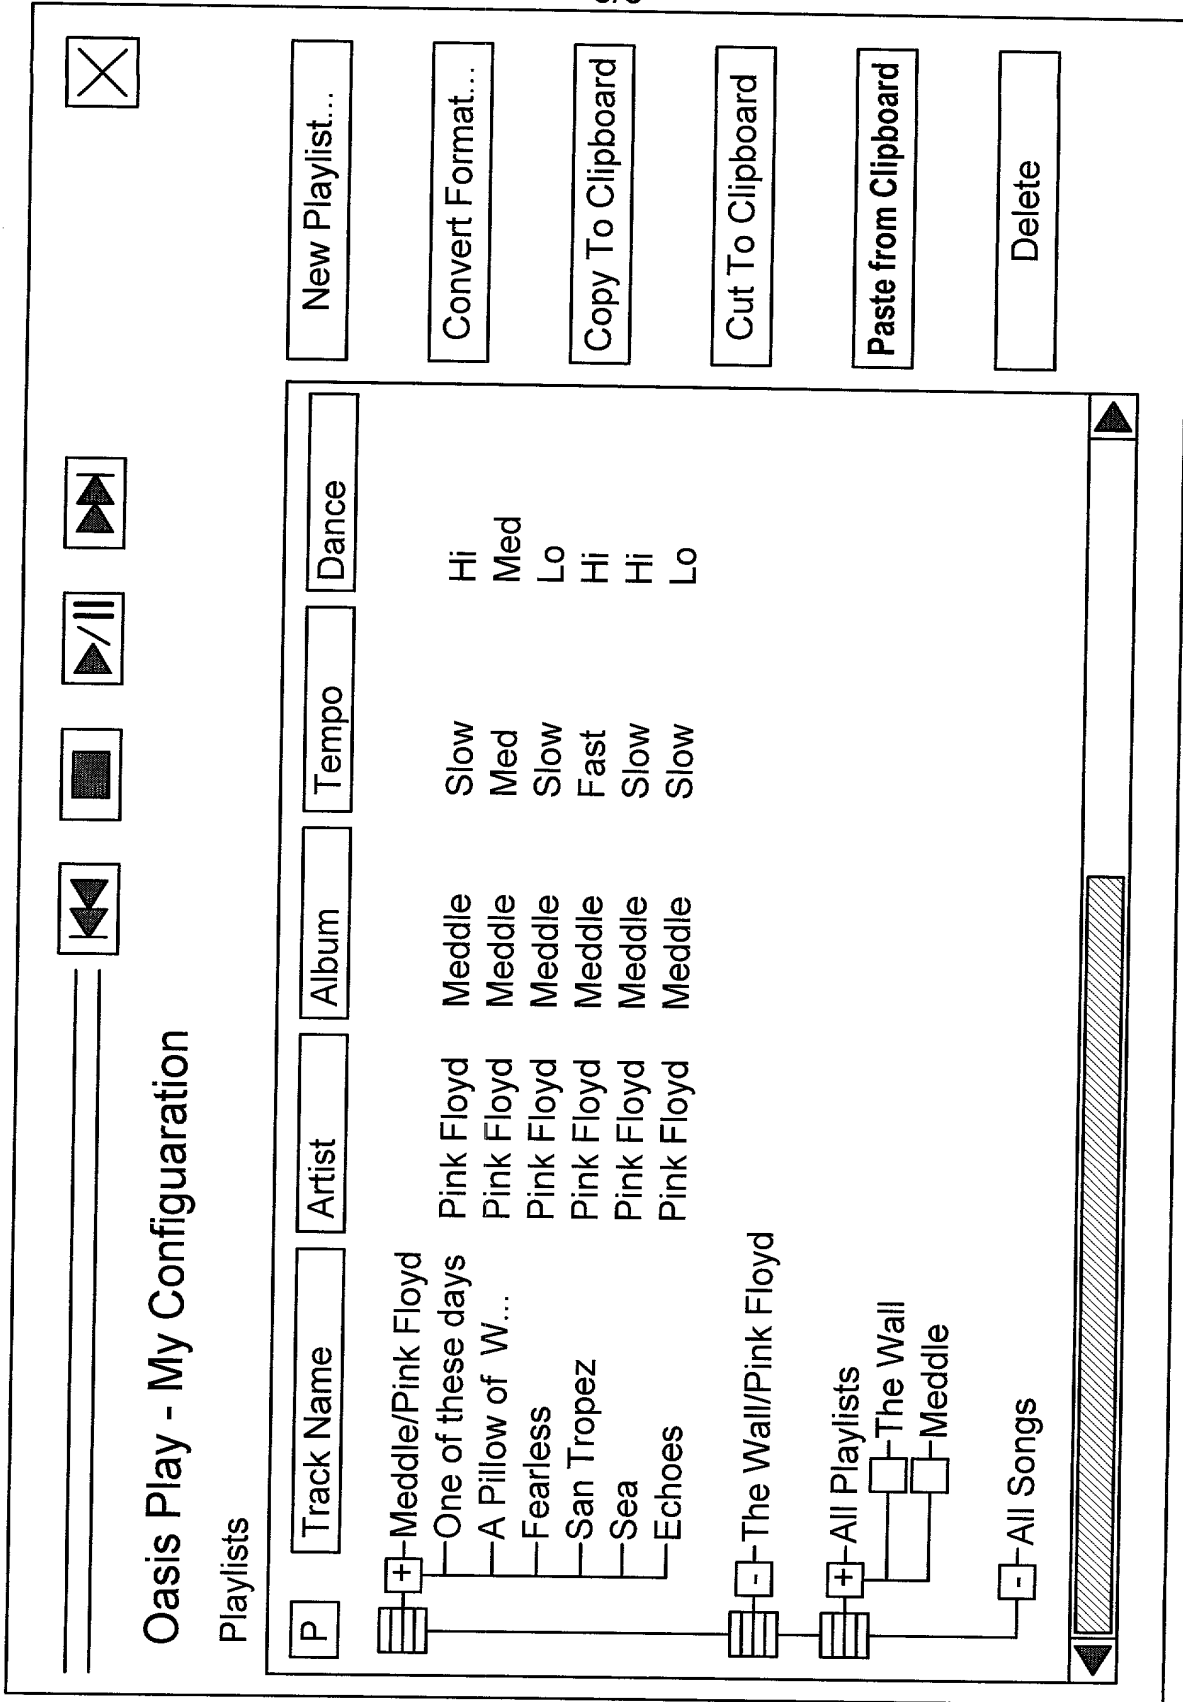 Oasis Play - My Configuaration
Playlists
P Track Name Artist Album Tempo Dance
+ Meddle/Pink Floyd
One of these days Pink Floyd Meddle Slow Hi
A Pillow of W... Pink Floyd Meddle Med Med
Fearless Pink Floyd Meddle Slow Lo
San Tropez Pink Floyd Meddle Fast Hi
Sea Pink Floyd Meddle Slow Hi
Echoes Pink Floyd Meddle Slow Lo
- The Wall/Pink Floyd
+ All Playlists
The Wall
Meddle
- All Songs
New Playlist...
Convert Format...
Copy To Clipboard
Cut To Clipboard
Paste from Clipboard
Delete